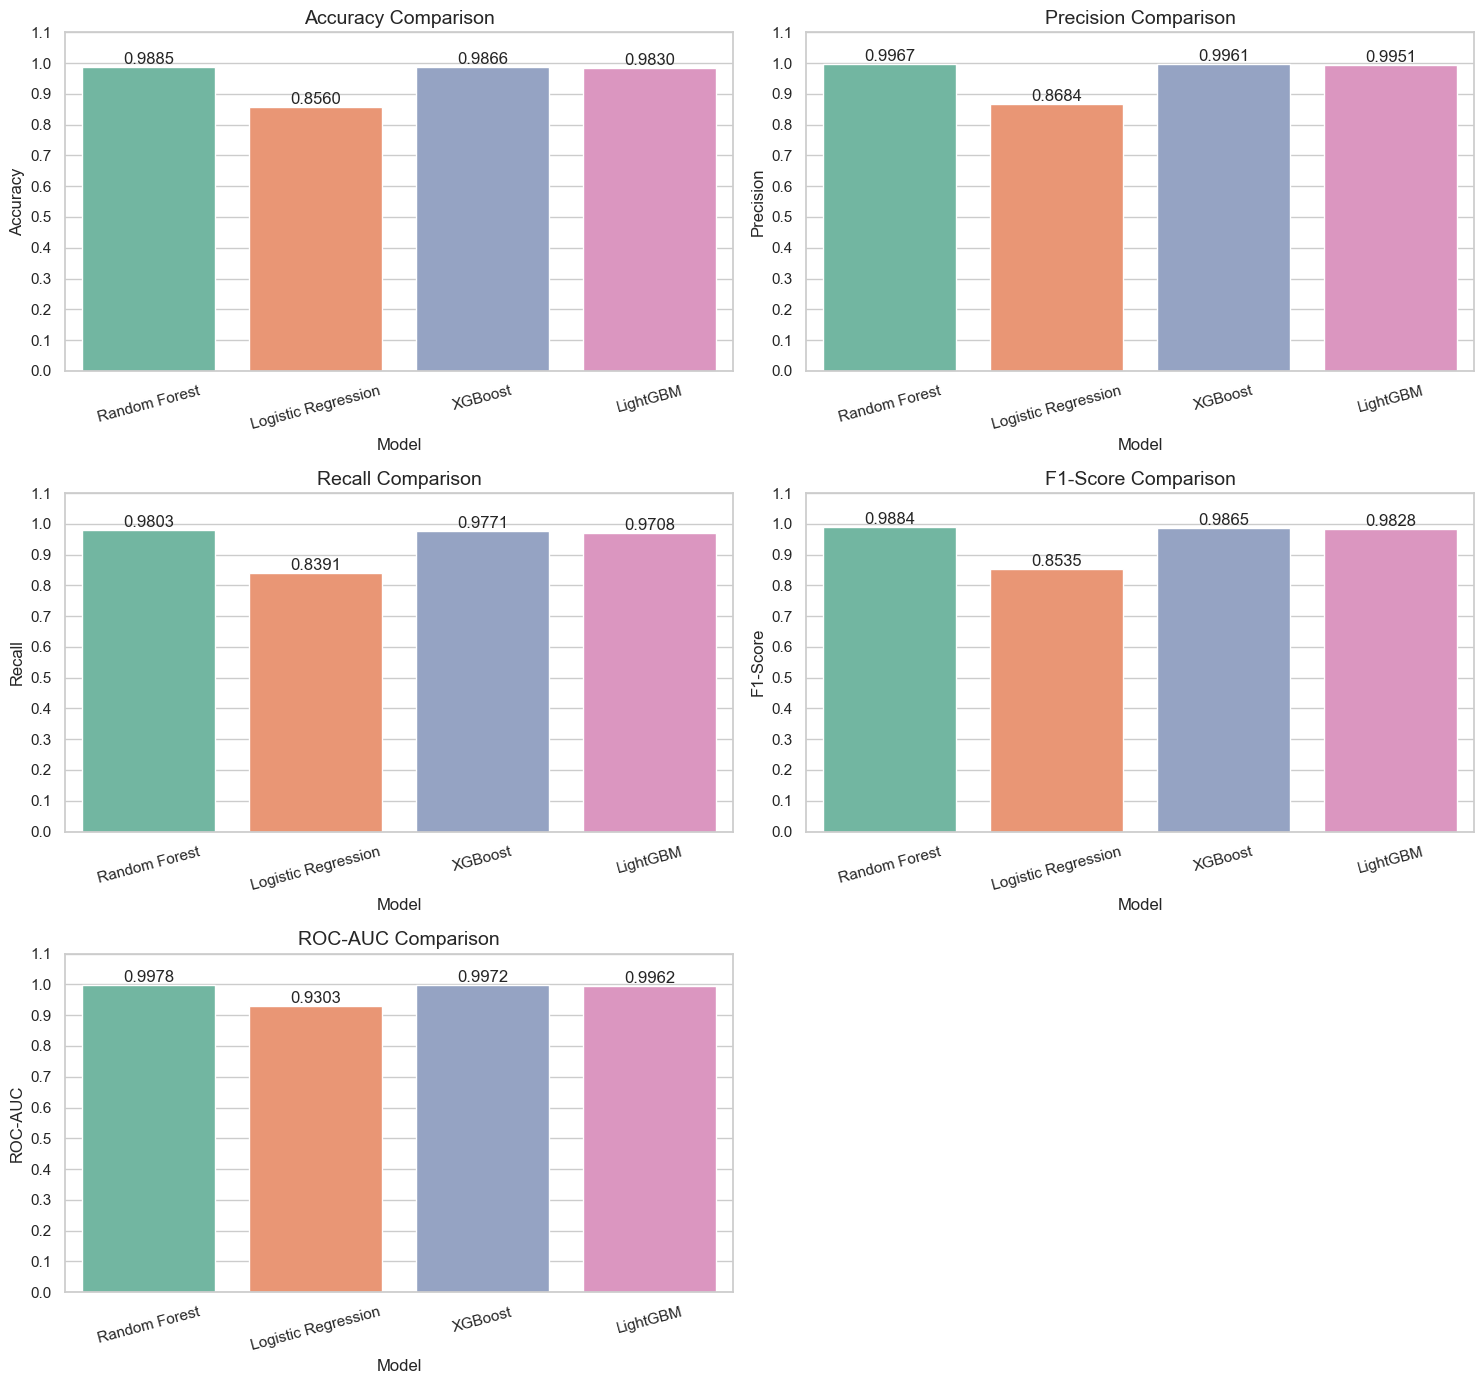 Accuracy Comparison
1.1
1.0
0.9
0.8
0.7
0.6
0.5
0.4
0.3
0.2
0.1
0.0
Accuracy
0.9885
0.8560
0.9866
0.9830
Random Forest
Logistic Regression
XGBoost
LightGBM
Model
Precision Comparison
1.1
1.0
0.9
0.8
0.7
0.6
0.5
0.4
0.3
0.2
0.1
0.0
Precision
0.9967
0.8684
0.9961
0.9951
Random Forest
Logistic Regression
XGBoost
LightGBM
Model
Recall Comparison
1.1
1.0
0.9
0.8
0.7
0.6
0.5
0.4
0.3
0.2
0.1
0.0
Recall
0.9803
0.8391
0.9771
0.9708
Random Forest
Logistic Regression
XGBoost
LightGBM
Model
F1-Score Comparison
1.1
1.0
0.9
0.8
0.7
0.6
0.5
0.4
0.3
0.2
0.1
0.0
F1-Score
0.9884
0.8535
0.9865
0.9828
Random Forest
Logistic Regression
XGBoost
LightGBM
Model
ROC-AUC Comparison
1.1
1.0
0.9
0.8
0.7
0.6
0.5
0.4
0.3
0.2
0.1
0.0
ROC-AUC
0.9978
0.9303
0.9972
0.9962
Random Forest
Logistic Regression
XGBoost
LightGBM
Model